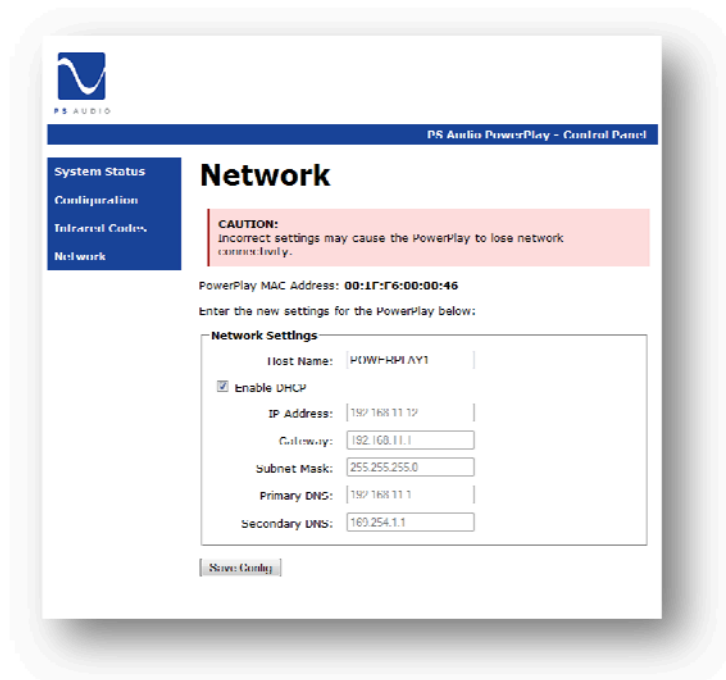 PS AUDIO
PS Audio PowerPlay - Control Panel
System Status
Configuration
Infrared Codes
Network
Network
CAUTION:
Incorrect settings may cause the PowerPlay to lose network
connectivity.
PowerPlay MAC Address: 00:1F:F6:00:00:46
Enter the new settings for the PowerPlay below:
Network Settings
Host Name: POWERPLAY1
Enable DHCP
IP Address: 192.168.11.12
Gateway: 192.168.11.1
Subnet Mask: 255.255.255.0
Primary DNS: 192.168.11.1
Secondary DNS: 169.254.1.1
Save Config